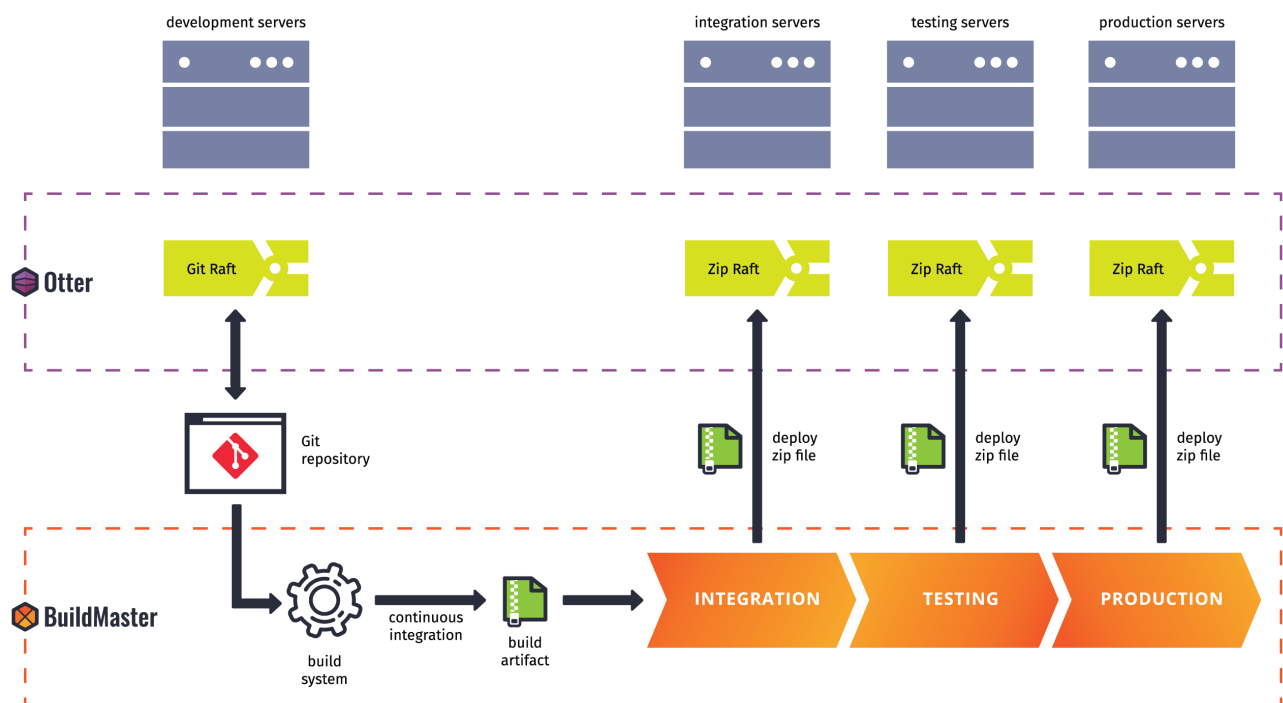 development servers
integration servers
testing servers
production servers
Git Raft
Zip Raft
Zip Raft
Zip Raft
Otter
Git
repository
deploy
zip file
deploy
zip file
deploy
zip file
BuildMaster
build
system
continuous
integration
build
artifact
INTEGRATION
TESTING
PRODUCTION